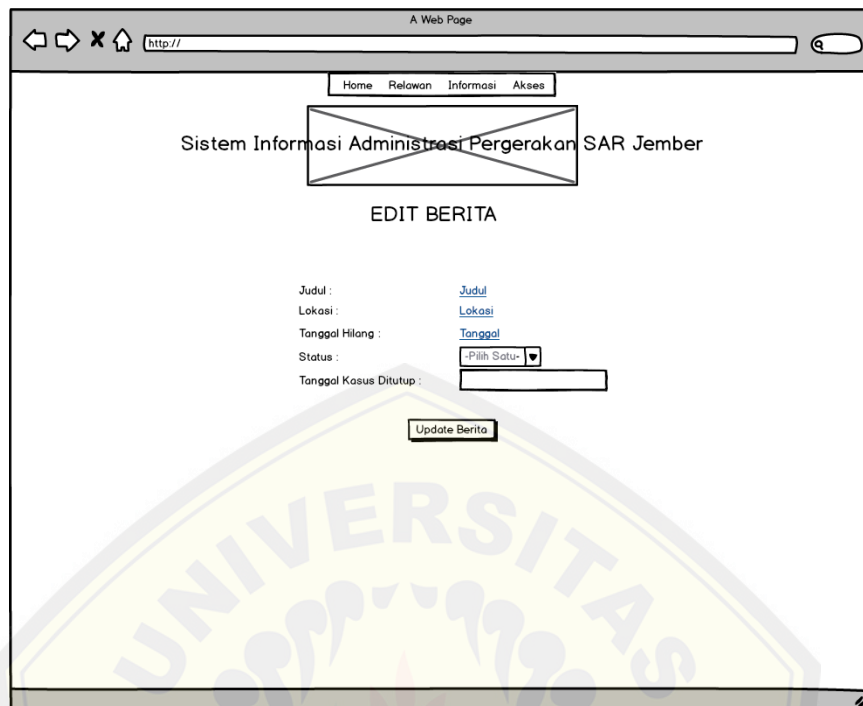 A Web Page
http://
Home Relawan Informasi Akses
Sistem Informasi Administrasi Pergerakan SAR Jember
EDIT BERITA
Judul : Judul
Lokasi : Lokasi
Tanggal Hilang : Tanggal
Status : -Pilih Satu-
Tanggal Kasus Ditutup :
Update Berita
UNIVERSITAS